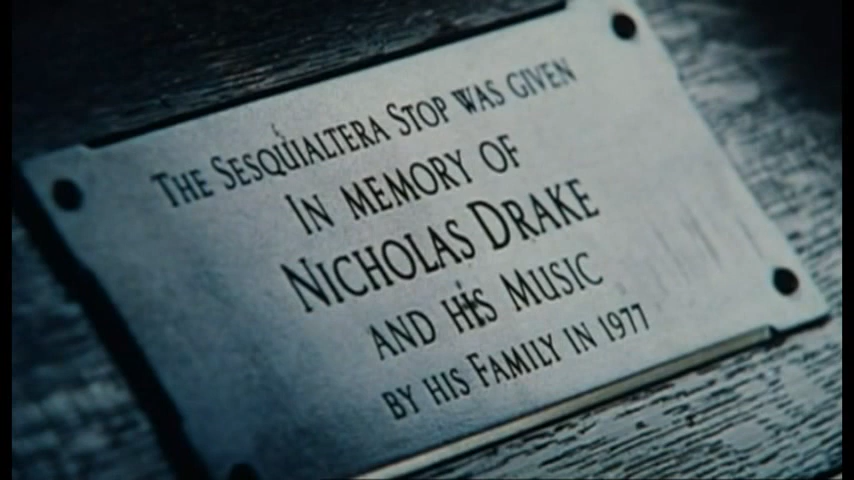 The Sesquialtera Stop was given
In memory of
Nicholas Drake
and his Music
by his Family in 1977